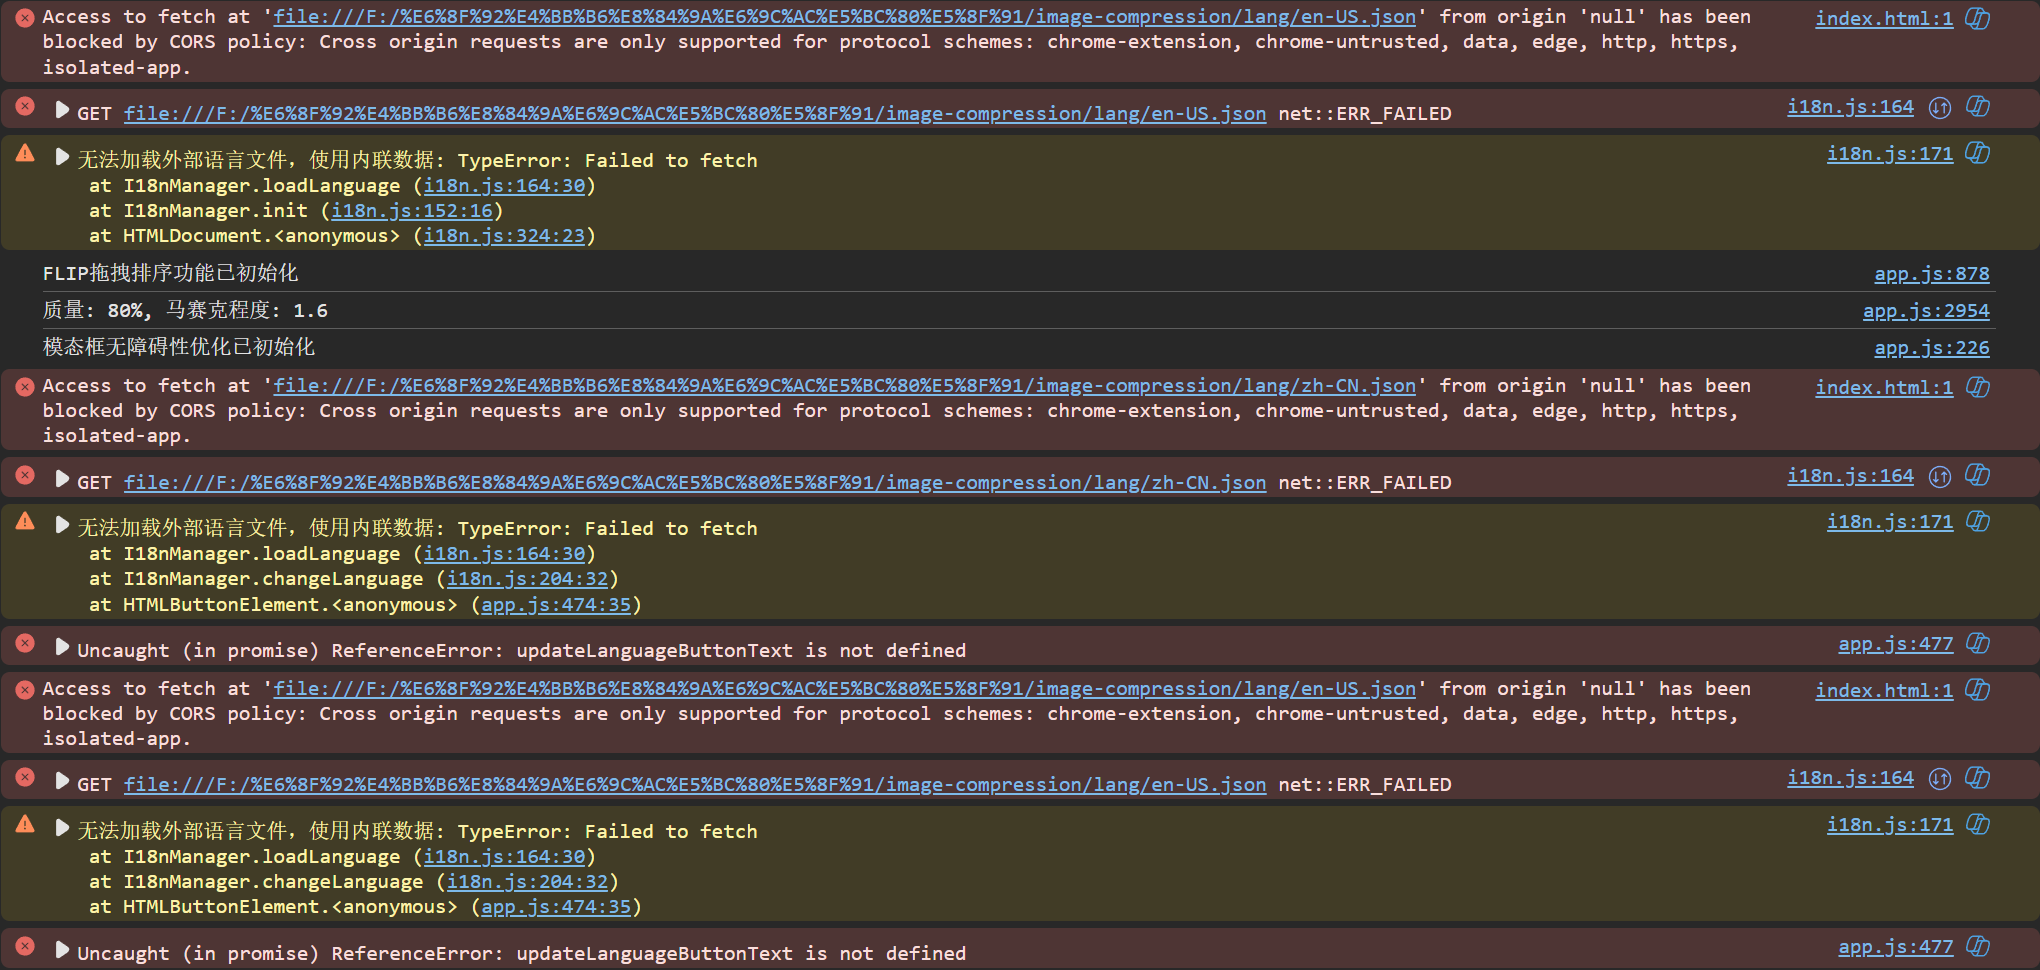 Access to fetch at 'file:///F:/%E6%8F%92%E4%BB%B6%E8%84%9A%E6%9C%AC%E5%BC%80%E5%8F%91/image-compression/lang/en-US.json' from origin 'null' has been index.html:1
blocked by CORS policy: Cross origin requests are only supported for protocol schemes: chrome-extension, chrome-untrusted, data, edge, http, https,
isolated-app.
GET file:///F:/%E6%8F%92%E4%BB%B6%E8%84%9A%E6%9C%AC%E5%BC%80%E5%8F%91/image-compression/lang/en-US.json net::ERR_FAILED i18n.js:164
无法加载外部语言文件，使用内联数据: TypeError: Failed to fetch i18n.js:171
at I18nManager.loadLanguage (i18n.js:164:30)
at I18nManager.init (i18n.js:152:16)
at HTMLDocument.<anonymous> (i18n.js:324:23)
FLIP拖拽排序功能已初始化 app.js:878
质量: 80%, 马赛克程度: 1.6 app.js:2954
模态框无障碍性优化已初始化 app.js:226
Access to fetch at 'file:///F:/%E6%8F%92%E4%BB%B6%E8%84%9A%E6%9C%AC%E5%BC%80%E5%8F%91/image-compression/lang/zh-CN.json' from origin 'null' has been index.html:1
blocked by CORS policy: Cross origin requests are only supported for protocol schemes: chrome-extension, chrome-untrusted, data, edge, http, https,
isolated-app.
GET file:///F:/%E6%8F%92%E4%BB%B6%E8%84%9A%E6%9C%AC%E5%BC%80%E5%8F%91/image-compression/lang/zh-CN.json net::ERR_FAILED i18n.js:164
无法加载外部语言文件，使用内联数据: TypeError: Failed to fetch i18n.js:171
at I18nManager.loadLanguage (i18n.js:164:30)
at I18nManager.changeLanguage (i18n.js:204:32)
at HTMLButtonElement.<anonymous> (app.js:474:35)
Uncaught (in promise) ReferenceError: updateLanguageButtonText is not defined app.js:477
Access to fetch at 'file:///F:/%E6%8F%92%E4%BB%B6%E8%84%9A%E6%9C%AC%E5%BC%80%E5%8F%91/image-compression/lang/en-US.json' from origin 'null' has been index.html:1
blocked by CORS policy: Cross origin requests are only supported for protocol schemes: chrome-extension, chrome-untrusted, data, edge, http, https,
isolated-app.
GET file:///F:/%E6%8F%92%E4%BB%B6%E8%84%9A%E6%9C%AC%E5%BC%80%E5%8F%91/image-compression/lang/en-US.json net::ERR_FAILED i18n.js:164
无法加载外部语言文件，使用内联数据: TypeError: Failed to fetch i18n.js:171
at I18nManager.loadLanguage (i18n.js:164:30)
at I18nManager.changeLanguage (i18n.js:204:32)
at HTMLButtonElement.<anonymous> (app.js:474:35)
Uncaught (in promise) ReferenceError: updateLanguageButtonText is not defined app.js:477